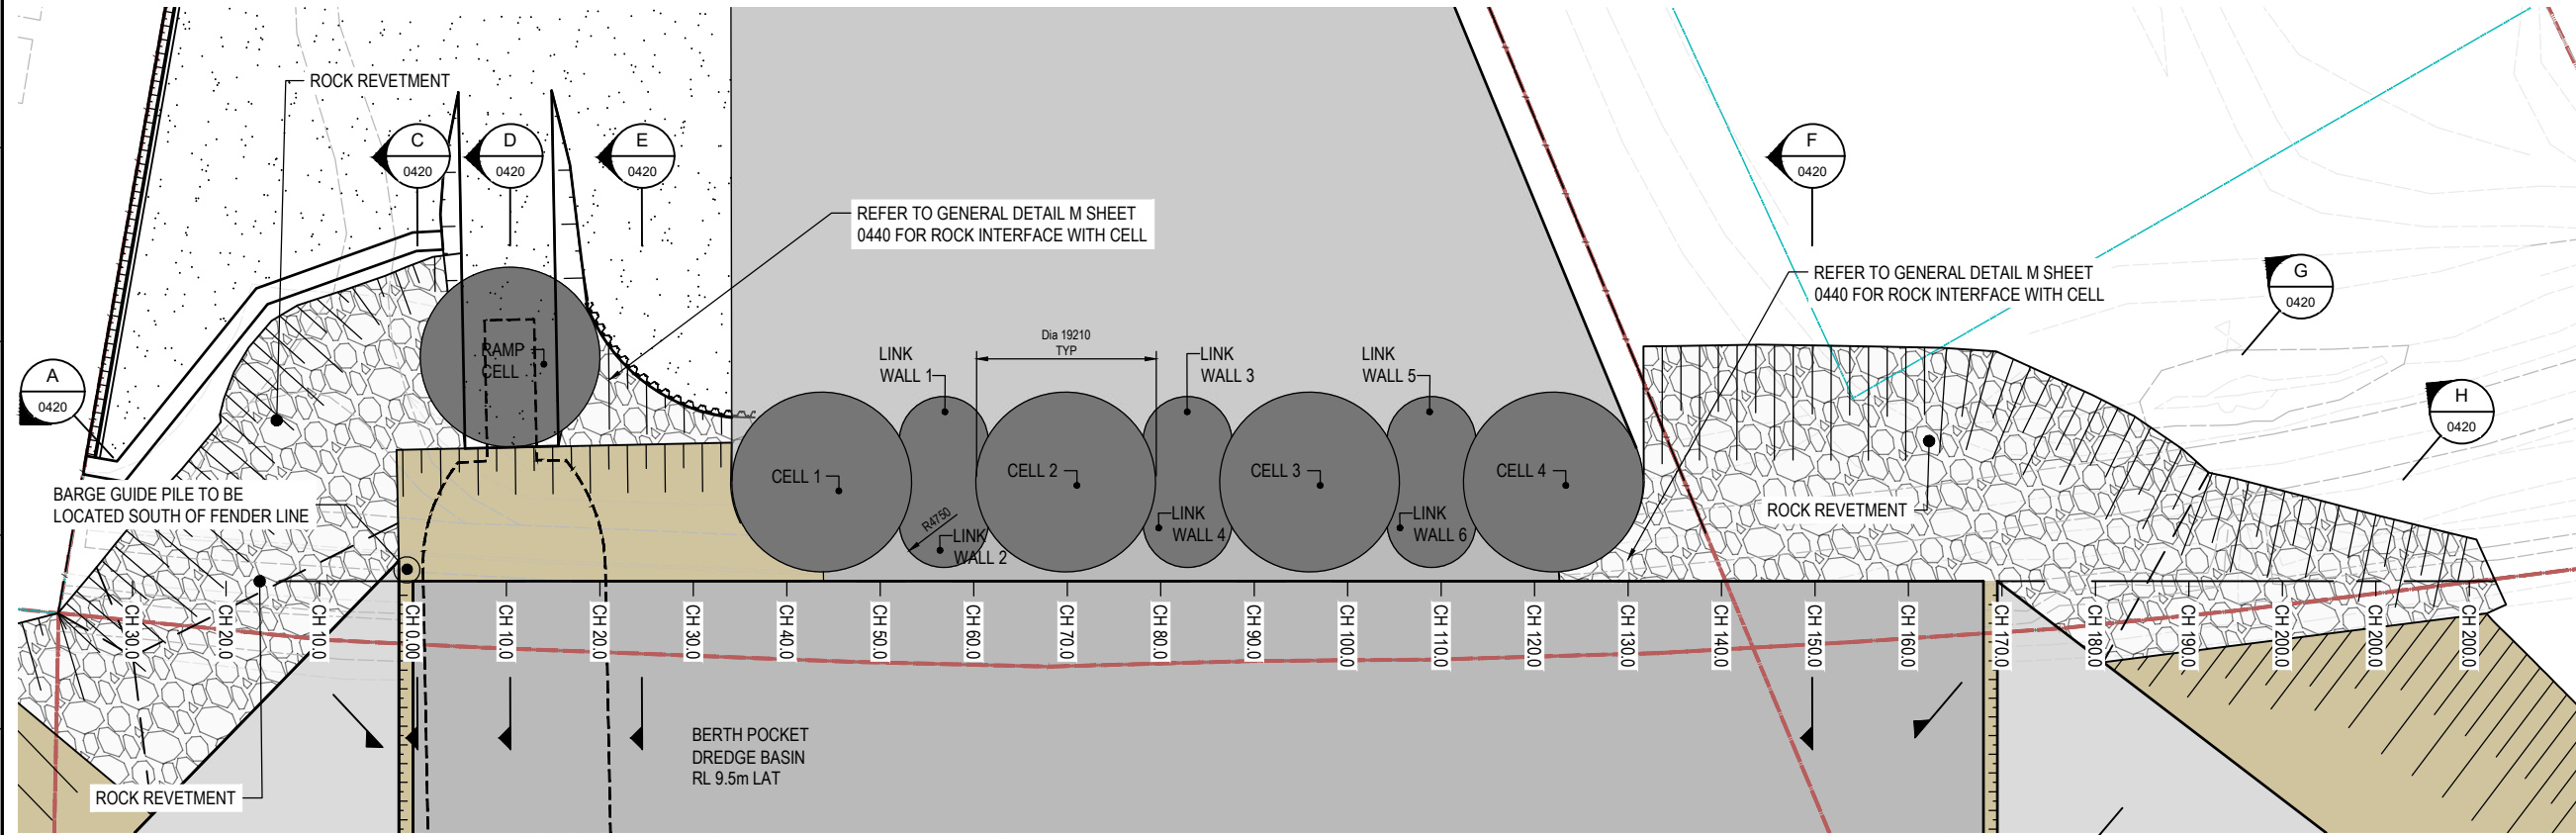 ROCK REVETMENT
C
0420
D
0420
E
0420
F
0420
REFER TO GENERAL DETAIL M SHEET
0440 FOR ROCK INTERFACE WITH CELL
REFER TO GENERAL DETAIL M SHEET
0440 FOR ROCK INTERFACE WITH CELL
G
0420
A
0420
RAMP
CELL
LINK
WALL 1
Dia 19210
TYP
LINK
WALL 3
LINK
WALL 5
H
0420
CELL 1
CELL 2
CELL 3
CELL 4
BARGE GUIDE PILE TO BE
LOCATED SOUTH OF FENDER LINE
R4750
LINK
WALL 2
LINK
WALL 4
LINK
WALL 6
ROCK REVETMENT
CH 30.0
CH 20.0
CH 10.0
CH 0.00
CH 10.0
CH 20.0
CH 30.0
CH 40.0
CH 50.0
CH 60.0
CH 70.0
CH 80.0
CH 90.0
CH 100.0
CH 110.0
CH 120.0
CH 130.0
CH 140.0
CH 150.0
CH 160.0
CH 170.0
CH 180.0
CH 190.0
CH 200.0
CH 200.0
CH 200.0
BERTH POCKET
DREDGE BASIN
RL 9.5m LAT
ROCK REVETMENT